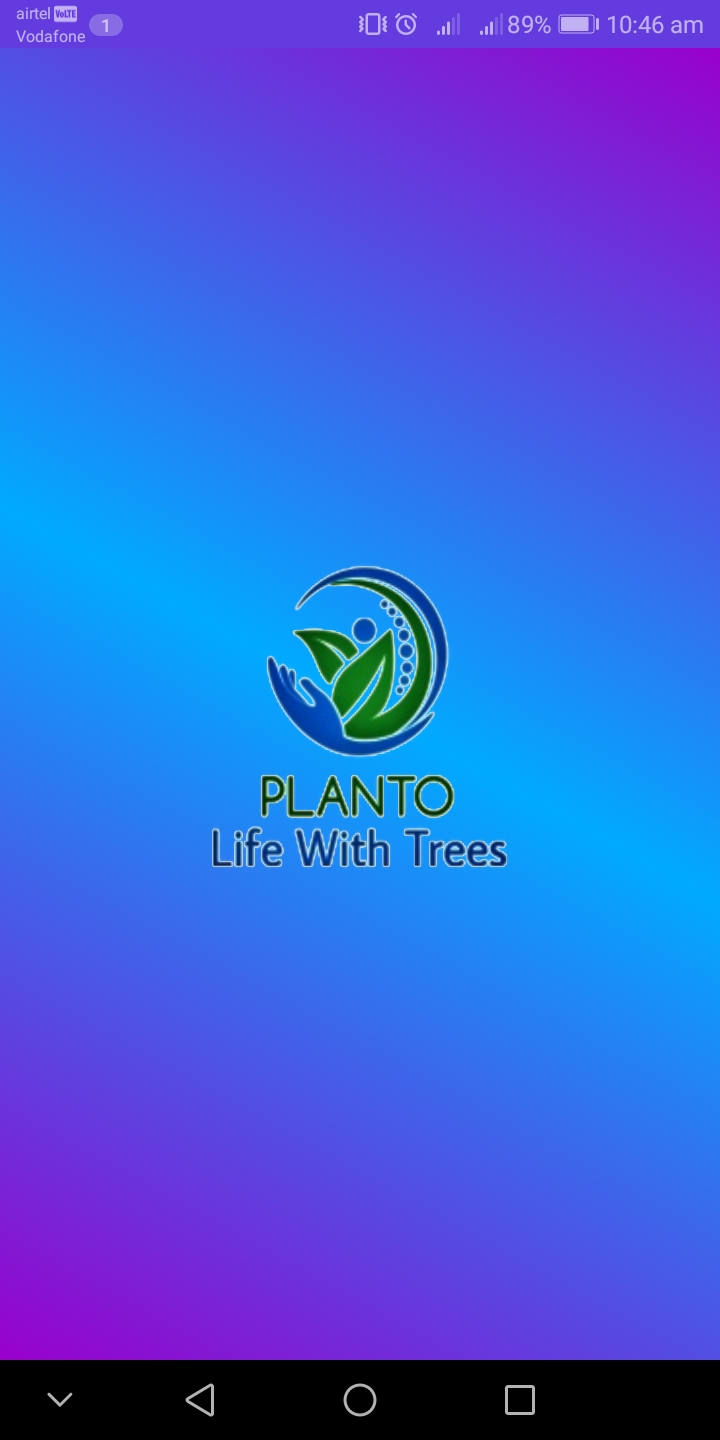 airtel VoLTE
Vodafone 1
89% 10:46 am
PLANTO
Life With Trees